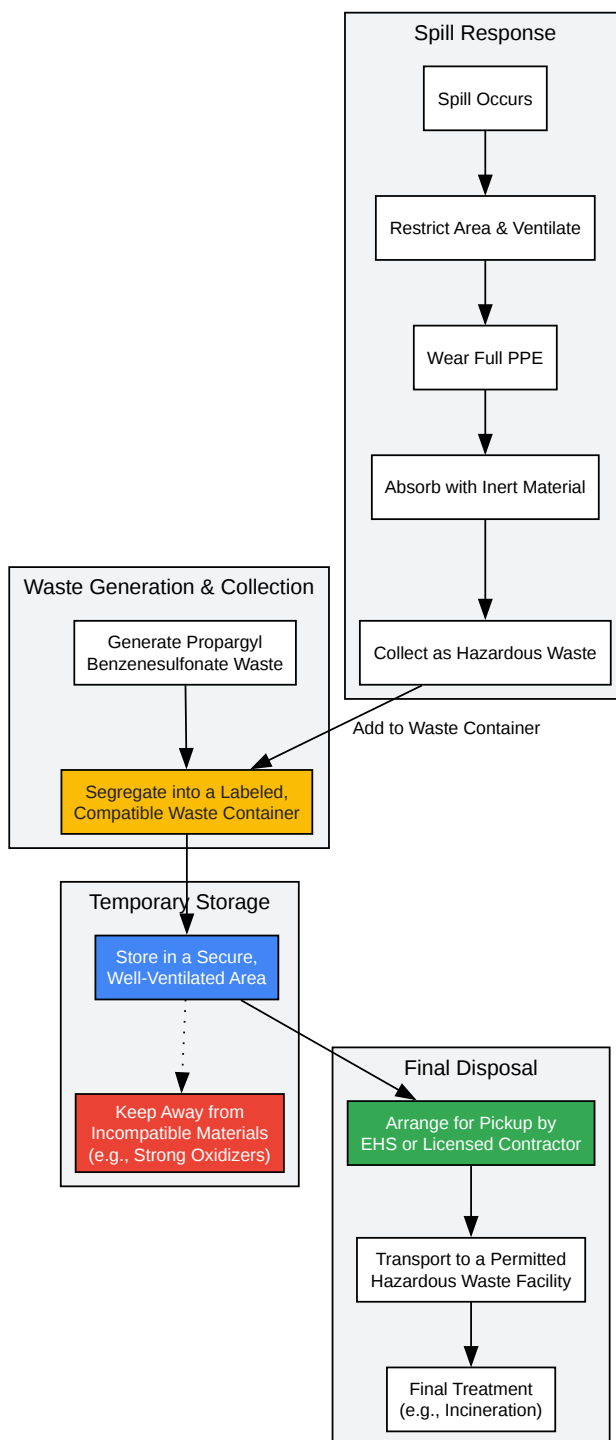 Spill Response
Spill Occurs
Restrict Area & Ventilate
Wear Full PPE
Absorb with Inert Material
Collect as Hazardous Waste
Waste Generation & Collection
Generate Propargyl
Benzenesulfonate Waste
Add to Waste Container
Segregate into a Labeled,
Compatible Waste Container
Temporary Storage
Store in a Secure,
Well-Ventilated Area
Keep Away from
Incompatible Materials
(e.g., Strong Oxidizers)
Final Disposal
Arrange for Pickup by
EHS or Licensed Contractor
Transport to a Permitted
Hazardous Waste Facility
Final Treatment
(e.g., Incineration)